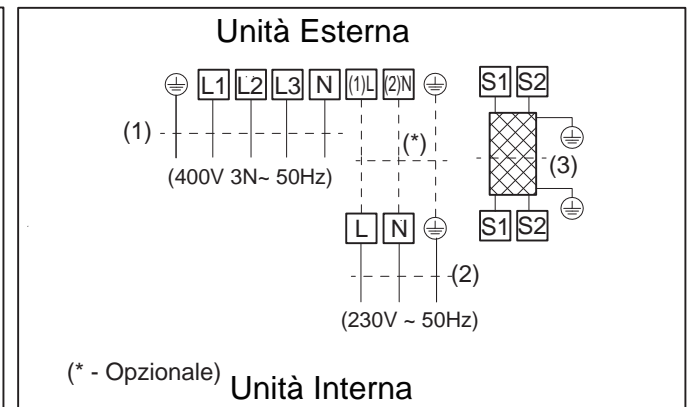 Unità Esterna
L1 L2 L3 N (1)L (2)N S1 S2
(1) (*) (3)
(400V 3N~ 50Hz)
L N S1 S2
(2)
(230V ~ 50Hz)
(* - Opzionale)
Unità Interna